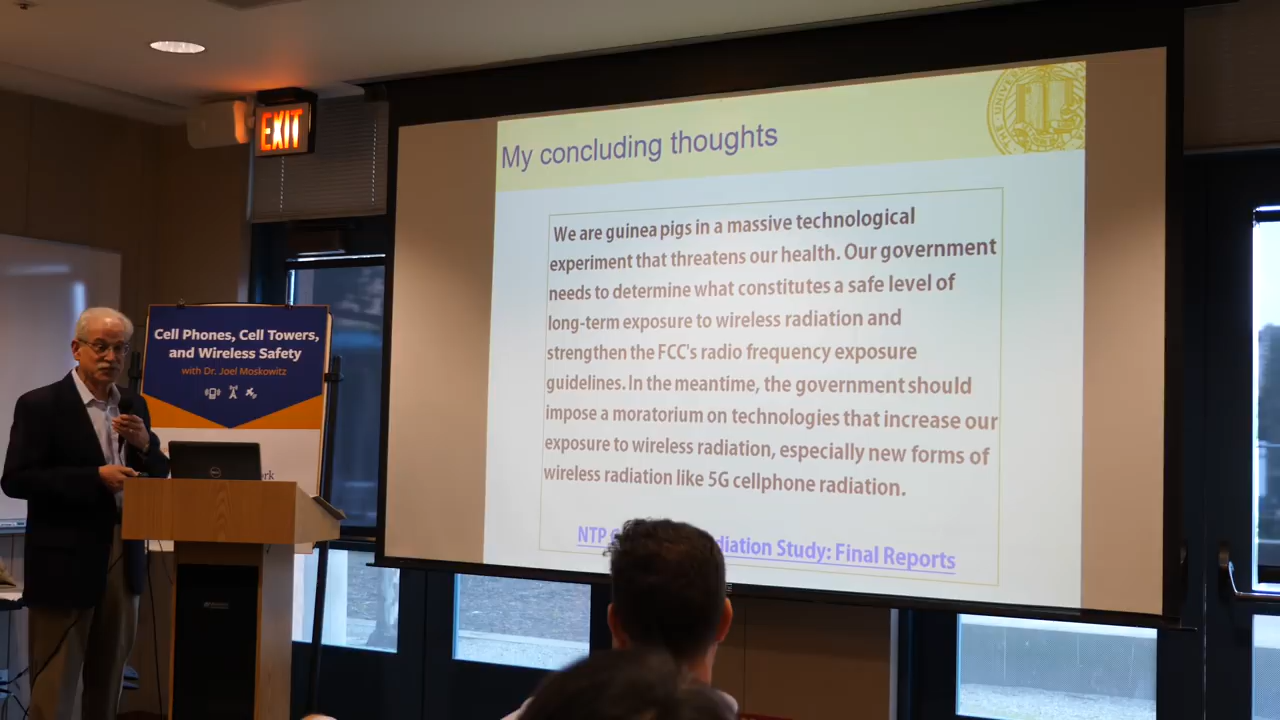 EXIT
My concluding thoughts
We are guinea pigs in a massive technological
experiment that threatens our health. Our government
needs to determine what constitutes a safe level of
long-term exposure to wireless radiation and
strengthen the FCC's radio frequency exposure
guidelines. In the meantime, the government should
impose a moratorium on technologies that increase our
exposure to wireless radiation, especially new forms of
wireless radiation like 5G cellphone radiation.
NTP diation Study: Final Reports
Cell Phones, Cell Towers,
and Wireless Safety
with Dr. Joel Moskowitz
DELL
rk